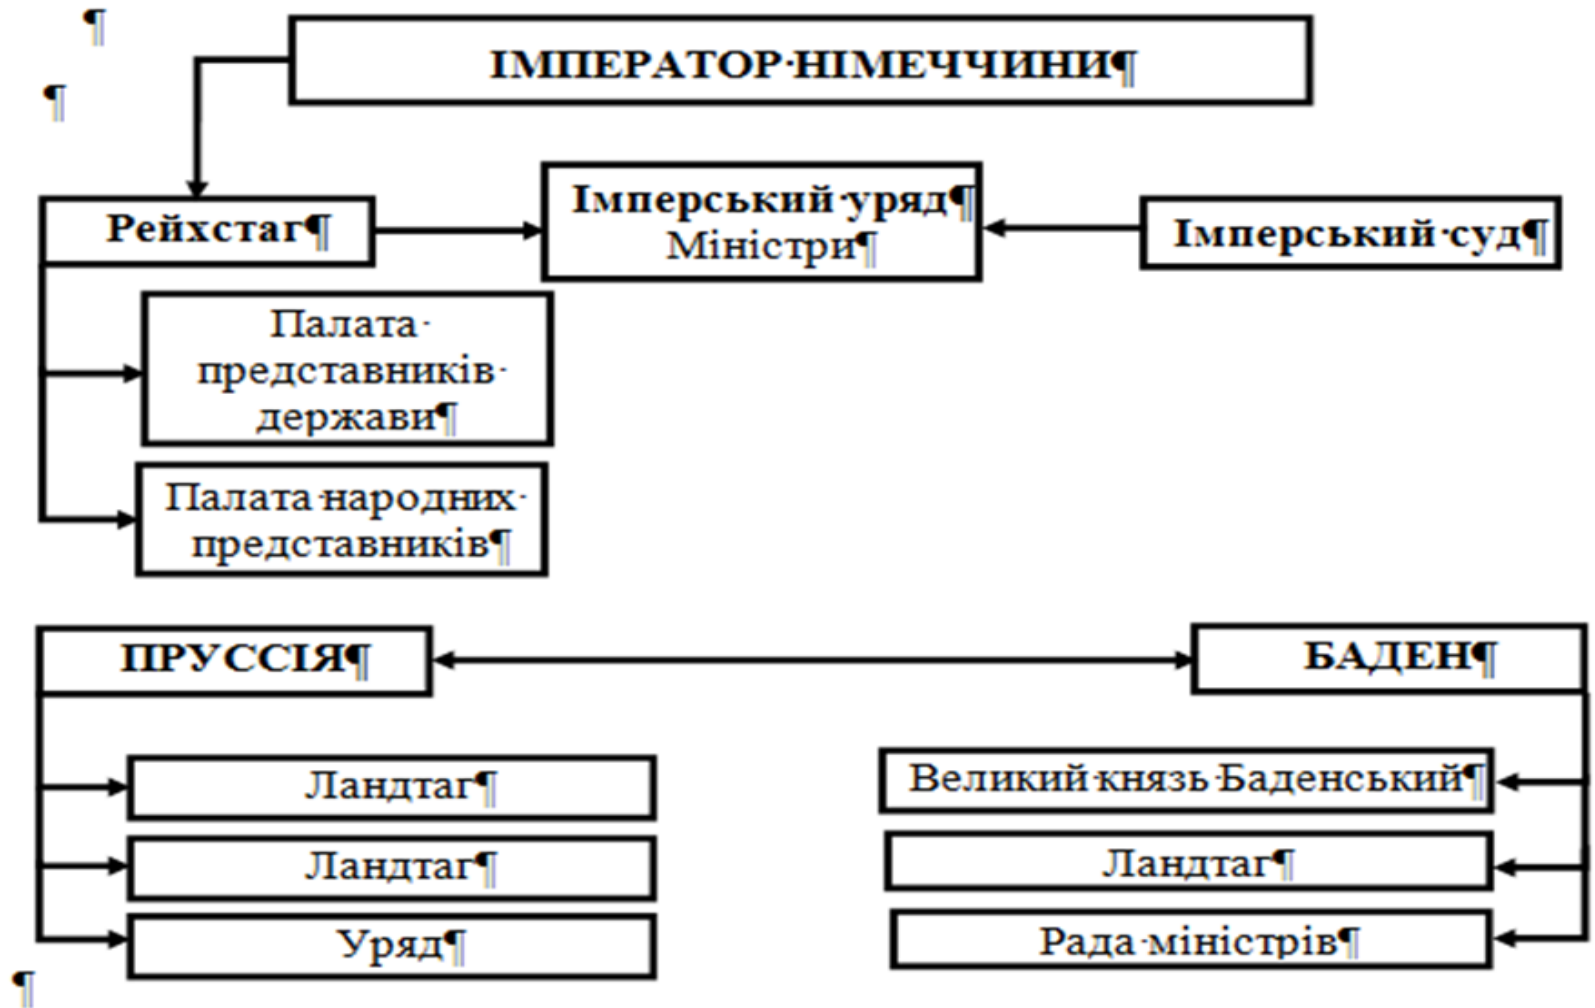 ¶
ІМПЕРАТОР·НІМЕЧЧИНИ¶
¶
Рейхстаг¶
Імперський·уряд¶
Міністри¶
Імперський·суд¶
Палата·
представників·
держави¶
Палата·народних·
представників¶
ПРУССІЯ¶
БАДЕН¶
Ландтаг¶
Великий·князь·Баденський¶
Ландтаг¶
Ландтаг¶
Уряд¶
Рада·міністрів¶
¶